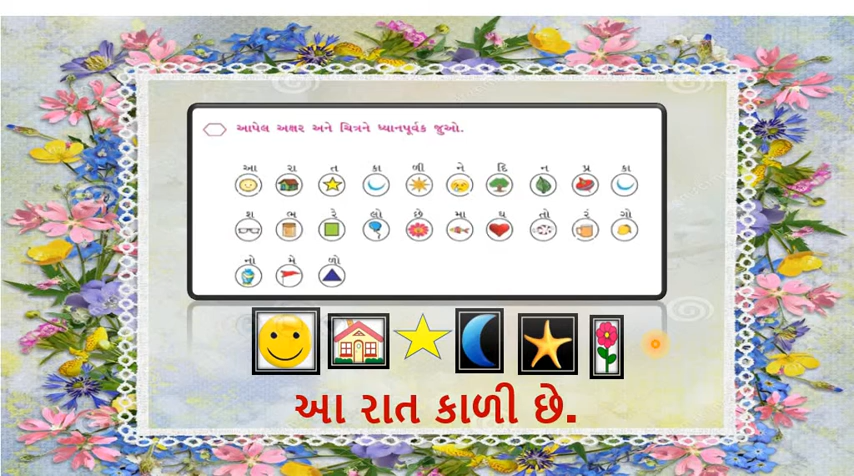 આપેલ અક્ષર અને ચિત્રને ધ્યાનપૂર્વક જુઓ.
આ રા ત કા ળી ને દિ ન પ્ર કા
શ ભ રે લો છે મા ઘ તો રં ગો
નો મે ળો
આ રાત કાળી છે.